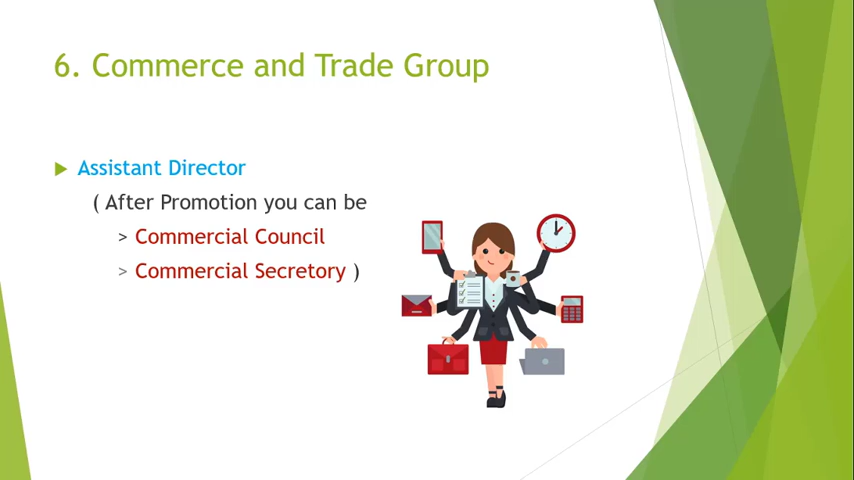 6. Commerce and Trade Group
Assistant Director
( After Promotion you can be
> Commercial Council
> Commercial Secretory )